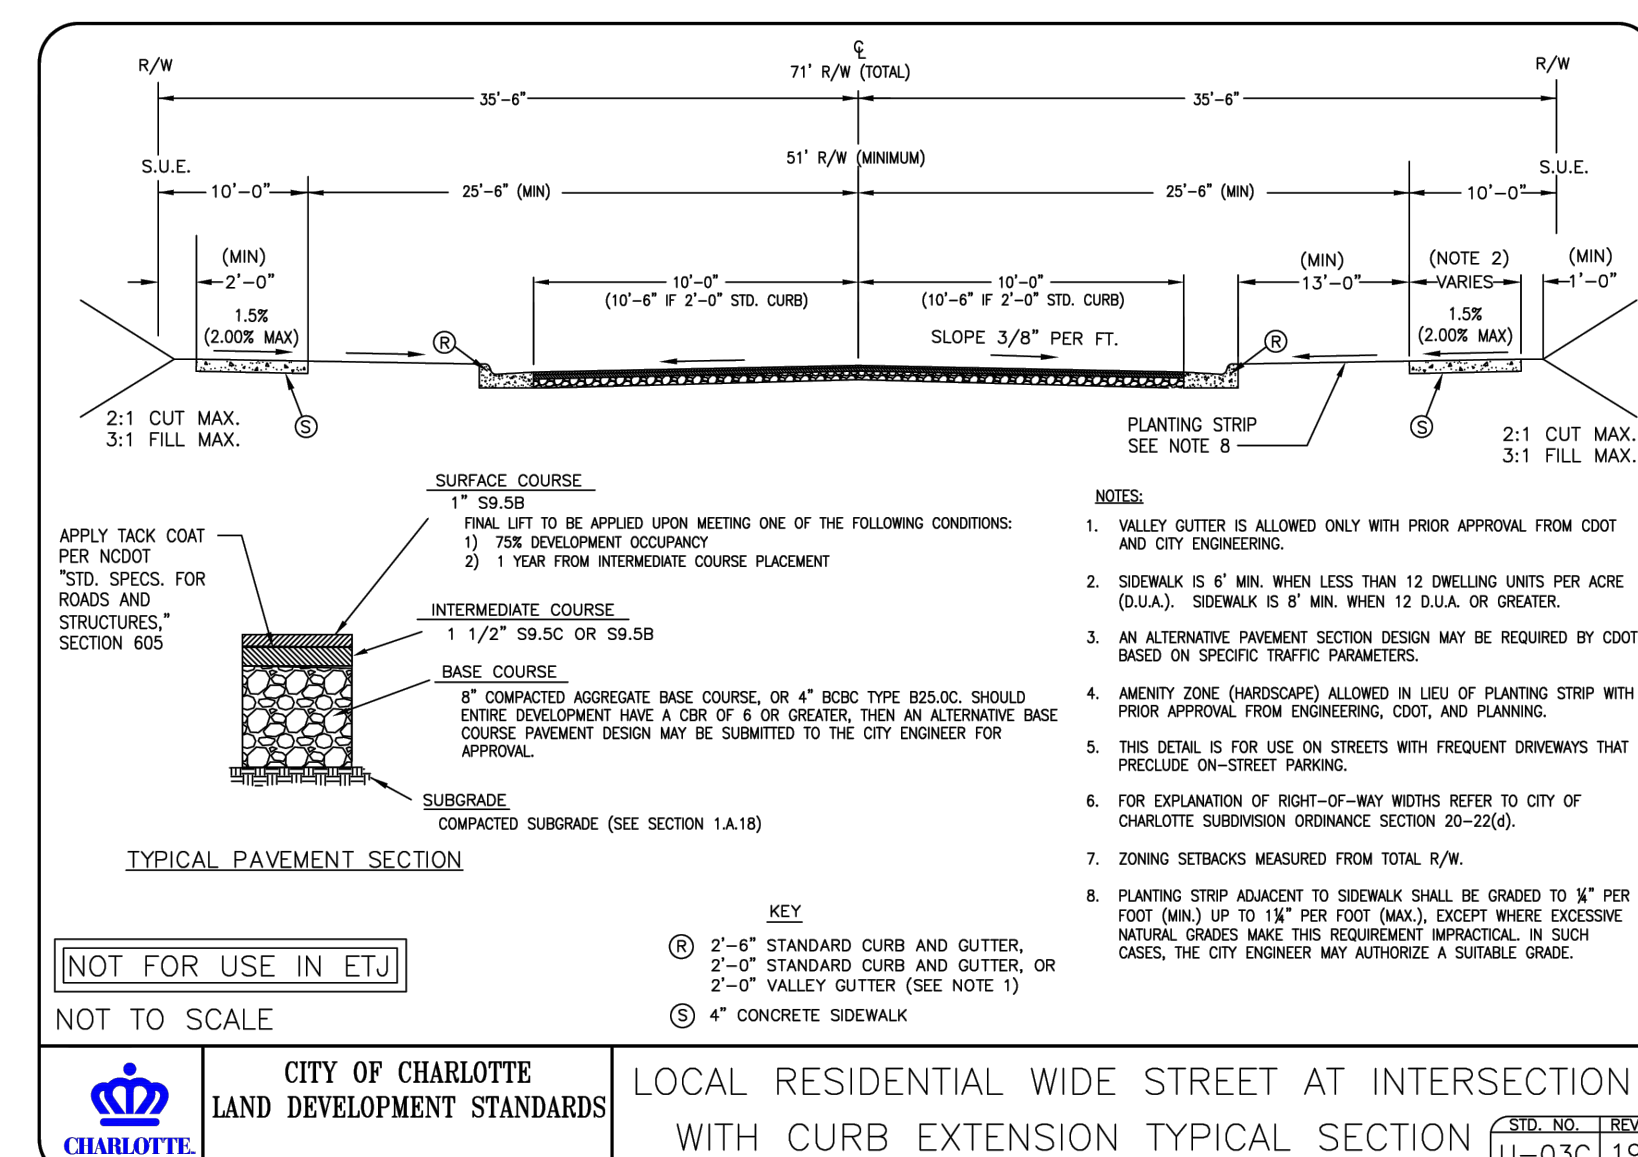 R/W
℄
71' R/W (TOTAL)
R/W
35'-6"
35'-6"
51' R/W (MINIMUM)
S.U.E.
S.U.E.
10'-0"
25'-6" (MIN)
25'-6" (MIN)
10'-0"
(MIN)
2'-0"
10'-0"
(10'-6" IF 2'-0" STD. CURB)
10'-0"
(10'-6" IF 2'-0" STD. CURB)
(MIN)
13'-0"
(NOTE 2)
VARIES
(MIN)
1'-0"
1.5%
(2.00% MAX)
R
SLOPE 3/8" PER FT.
R
1.5%
(2.00% MAX)
2:1 CUT MAX.
3:1 FILL MAX.
S
PLANTING STRIP
SEE NOTE 8
S
2:1 CUT MAX.
3:1 FILL MAX.
SURFACE COURSE
1" S9.5B
FINAL LIFT TO BE APPLIED UPON MEETING ONE OF THE FOLLOWING CONDITIONS:
1) 75% DEVELOPMENT OCCUPANCY
2) 1 YEAR FROM INTERMEDIATE COURSE PLACEMENT
APPLY TACK COAT
PER NCDOT
"STD. SPECS. FOR
ROADS AND
STRUCTURES,"
SECTION 605
INTERMEDIATE COURSE
1 1/2" S9.5C OR S9.5B
BASE COURSE
8" COMPACTED AGGREGATE BASE COURSE, OR 4" BCBC TYPE B25.0C. SHOULD
ENTIRE DEVELOPMENT HAVE A CBR OF 6 OR GREATER, THEN AN ALTERNATIVE BASE
COURSE PAVEMENT DESIGN MAY BE SUBMITTED TO THE CITY ENGINEER FOR
APPROVAL.
SUBGRADE
COMPACTED SUBGRADE (SEE SECTION 1.A.18)
TYPICAL PAVEMENT SECTION
NOTES:
1. VALLEY GUTTER IS ALLOWED ONLY WITH PRIOR APPROVAL FROM CDOT
AND CITY ENGINEERING.
2. SIDEWALK IS 6' MIN. WHEN LESS THAN 12 DWELLING UNITS PER ACRE
(D.U.A.). SIDEWALK IS 8' MIN. WHEN 12 D.U.A. OR GREATER.
3. AN ALTERNATIVE PAVEMENT SECTION DESIGN MAY BE REQUIRED BY CDOT
BASED ON SPECIFIC TRAFFIC PARAMETERS.
4. AMENITY ZONE (HARDSCAPE) ALLOWED IN LIEU OF PLANTING STRIP WITH
PRIOR APPROVAL FROM ENGINEERING, CDOT, AND PLANNING.
5. THIS DETAIL IS FOR USE ON STREETS WITH FREQUENT DRIVEWAYS THAT
PRECLUDE ON-STREET PARKING.
6. FOR EXPLANATION OF RIGHT-OF-WAY WIDTHS REFER TO CITY OF
CHARLOTTE SUBDIVISION ORDINANCE SECTION 20-22(d).
7. ZONING SETBACKS MEASURED FROM TOTAL R/W.
8. PLANTING STRIP ADJACENT TO SIDEWALK SHALL BE GRADED TO ¼" PER
FOOT (MIN.) UP TO 1¼" PER FOOT (MAX.), EXCEPT WHERE EXCESSIVE
NATURAL GRADES MAKE THIS REQUIREMENT IMPRACTICAL. IN SUCH
CASES, THE CITY ENGINEER MAY AUTHORIZE A SUITABLE GRADE.
KEY
R 2'-6" STANDARD CURB AND GUTTER,
2'-0" STANDARD CURB AND GUTTER, OR
2'-0" VALLEY GUTTER (SEE NOTE 1)
S 4" CONCRETE SIDEWALK
NOT FOR USE IN ETJ
NOT TO SCALE
CHARLOTTE.
CITY OF CHARLOTTE
LAND DEVELOPMENT STANDARDS
LOCAL RESIDENTIAL WIDE STREET AT INTERSECTION
WITH CURB EXTENSION TYPICAL SECTION
STD. NO.
REV
U-03C
19